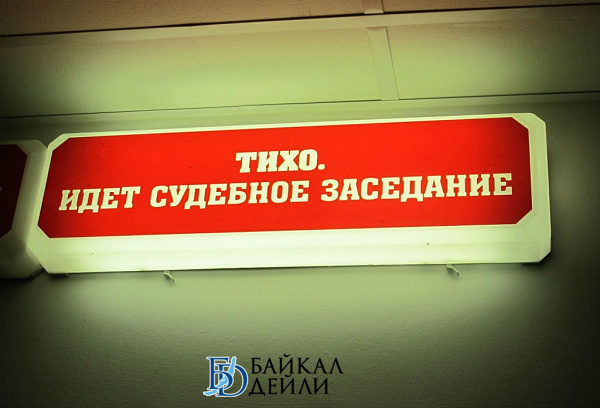 ТИХО.
ИДЕТ СУДЕБНОЕ ЗАСЕДАНИЕ
БАЙКАЛ
ДЕЙЛИ